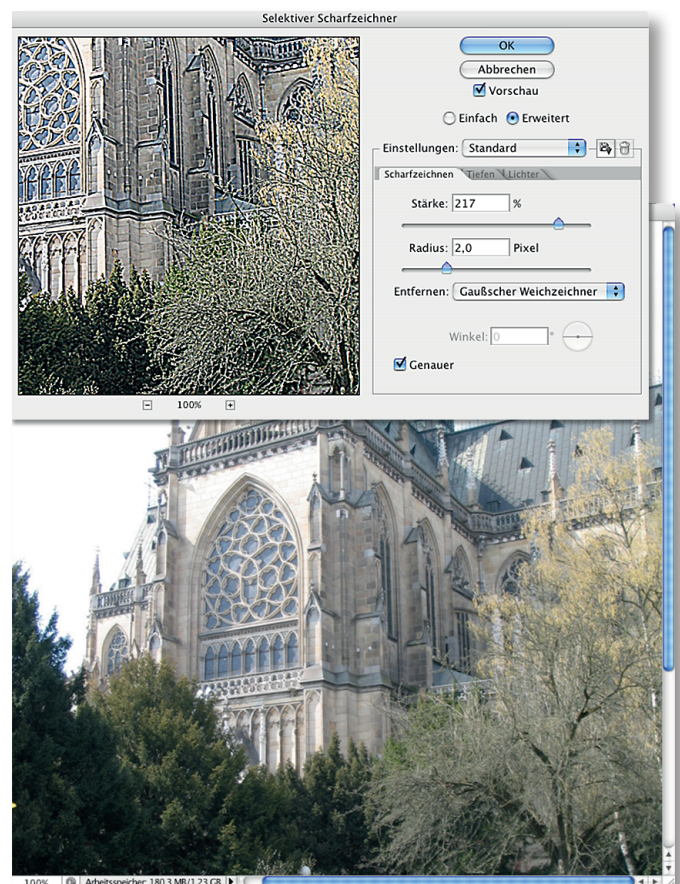 Selektiver Scharfzeichner
OK
Abbrechen
Vorschau
Einfach Erweitert
Einstellungen: Standard
Scharfzeichnen Tiefen Lichter
Stärke: 217 %
Radius: 2,0 Pixel
Entfernen: Gaußscher Weichzeichner
Winkel: 0 °
Genauer
100%
100% Arbeitsspeicher: 180,3 MB/1,23 GB